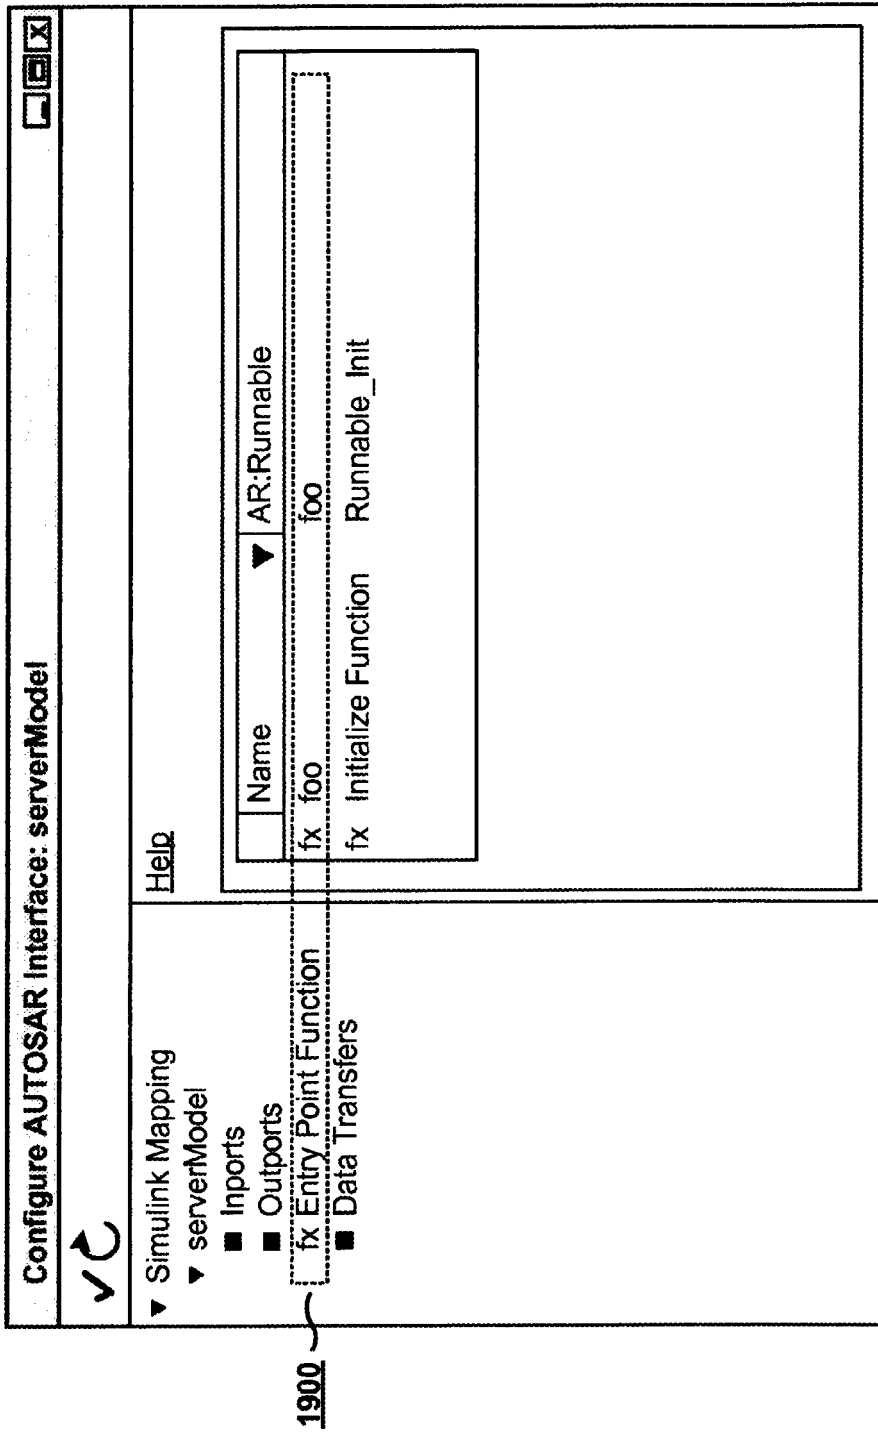 Configure AUTOSAR Interface: serverModel
Simulink Mapping
serverModel
Inports
Outports
fx Entry Point Function
Data Transfers
Help
Name AR:Runnable
fx foo foo
fx Initialize Function Runnable_Init
1900